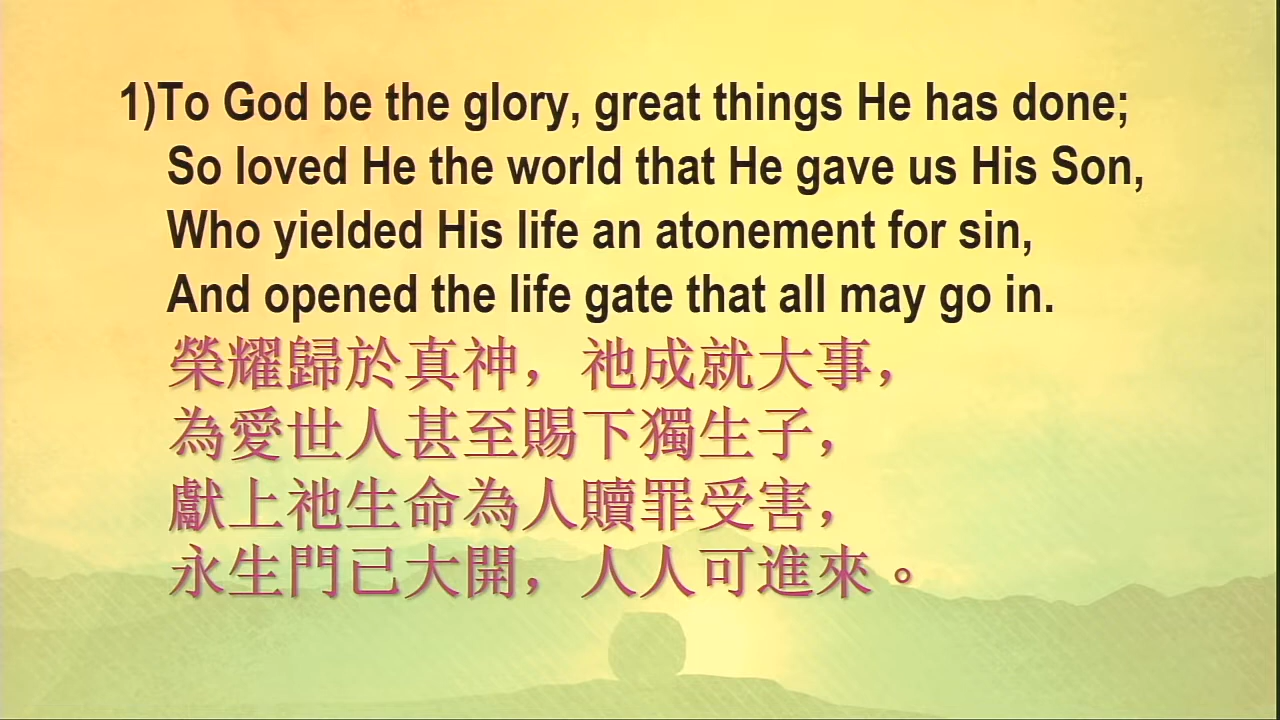 1)To God be the glory, great things He has done;
So loved He the world that He gave us His Son,
Who yielded His life an atonement for sin,
And opened the life gate that all may go in.
榮耀歸於真神，祂成就大事，
為愛世人甚至賜下獨生子，
獻上祂生命為人贖罪受害，
永生門已大開，人人可進來。